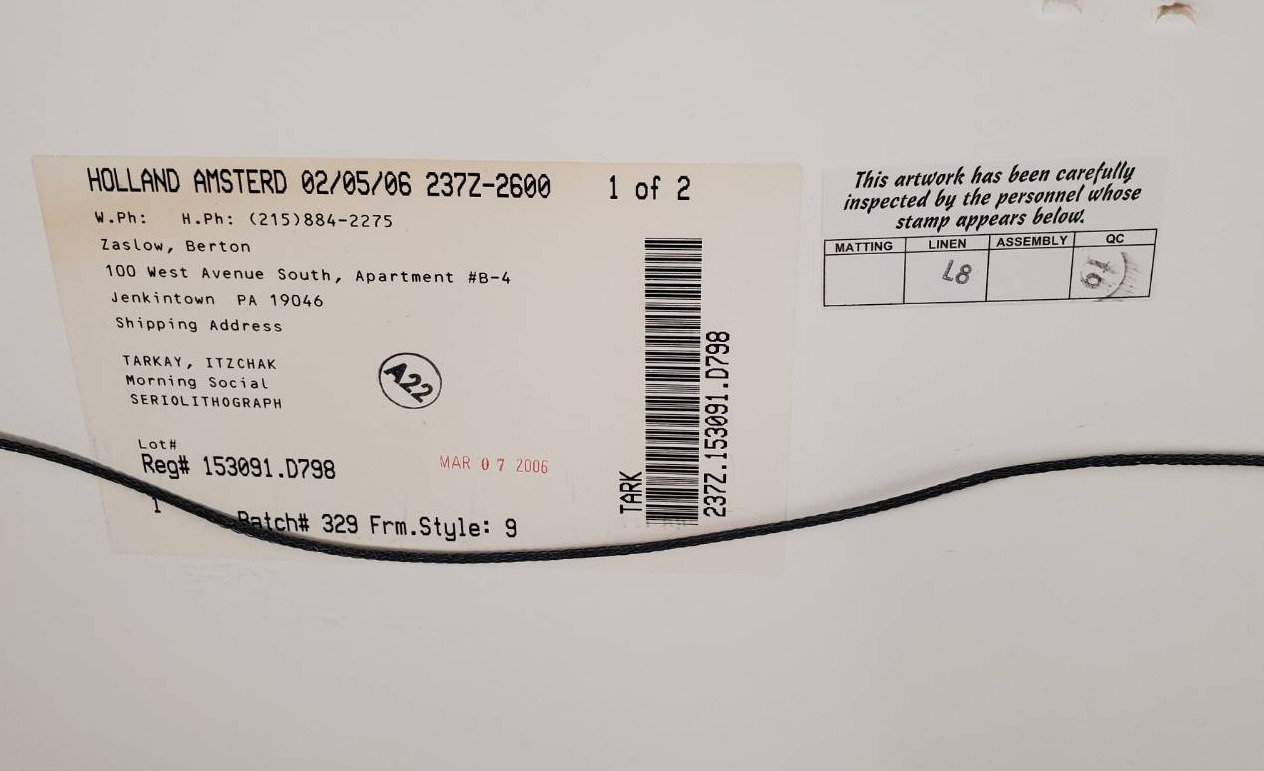 HOLLAND AMSTERD 02/05/06 237Z-2600 1 of 2
W.Ph: H.Ph: (215)884-2275
Zaslow, Berton
100 West Avenue South, Apartment #B-4
Jenkintown PA 19046
Shipping Address
TARKAY, ITZCHAK
Morning Social
SERIOLITHOGRAPH
A22
Lot#
Reg# 153091.D798
MAR 07 2006
1
Batch# 329 Frm.Style: 9
TARK
237Z.153091.D798
This artwork has been carefully
inspected by the personnel whose
stamp appears below.
MATTING LINEN ASSEMBLY QC